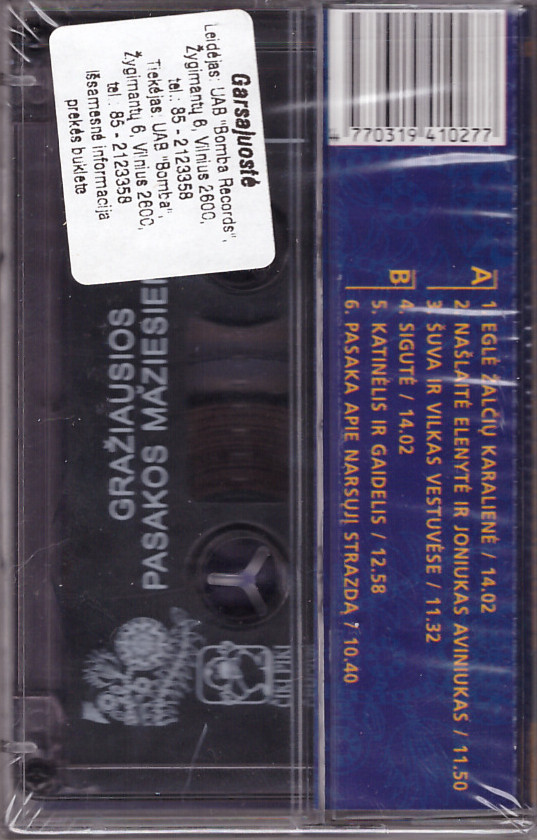 Garsajuostė
Leidėjas: UAB "Bomba Records",
Žygimantų 6, Vilnius 2600,
tel.: 85 - 2123358
Tiekėjas: UAB "Bomba",
Žygimantų 6, Vilnius 2600,
tel.: 85 - 2123358
Išsamesnė informacija
prekės buklete
4 770319 410277
A
1. EGLĖ ŽALČIŲ KARALIENĖ / 14.02
2. NAŠLAITĖ ELENYTĖ IR JONIUKAS AVINIUKAS / 11.50
3. ŠUVA IR VILKAS VESTUVĖSE / 11.32
B
4. SIGUTĖ / 14.02
5. KATINĖLIS IR GAIDELIS / 12.58
6. PASAKA APIE NARSŲJĮ STRAZDĄ / 10.40
GRAŽIAUSIOS
PASAKOS MAŽIESIEM